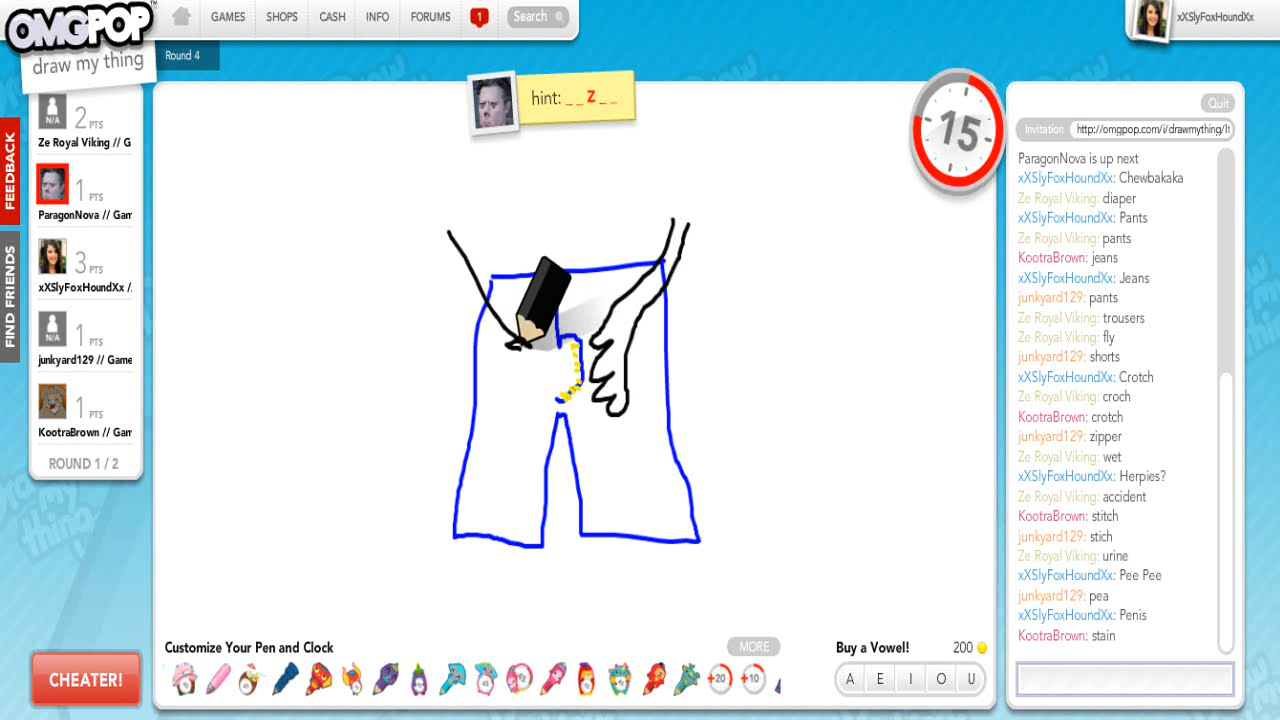 OMGPOP™
draw my thing
GAMES
SHOPS
CASH
INFO
FORUMS
1
Search
xXSlyFoxHoundXx
Round 4
FEEDBACK
FIND FRIENDS
N/A
2 PTS
Ze Royal Viking // G
1 PTS
ParagonNova // Gam
3 PTS
xXSlyFoxHoundXx //
N/A
1 PTS
junkyard129 // Game
1 PTS
KootraBrown // Gam
ROUND 1 / 2
CHEATER!
hint: _ _ Z _ _
15
Quit
Invitation
http://omgpop.com/i/drawmything/
ParagonNova is up next
xXSlyFoxHoundXx: Chewbakaka
Ze Royal Viking: diaper
xXSlyFoxHoundXx: Pants
Ze Royal Viking: pants
KootraBrown: jeans
xXSlyFoxHoundXx: Jeans
junkyard129: pants
Ze Royal Viking: trousers
Ze Royal Viking: fly
junkyard129: shorts
xXSlyFoxHoundXx: Crotch
Ze Royal Viking: croch
KootraBrown: crotch
junkyard129: zipper
Ze Royal Viking: wet
xXSlyFoxHoundXx: Herpies?
Ze Royal Viking: accident
KootraBrown: stitch
junkyard129: stich
Ze Royal Viking: urine
xXSlyFoxHoundXx: Pee Pee
junkyard129: pea
xXSlyFoxHoundXx: Penis
KootraBrown: stain
Customize Your Pen and Clock
MORE
+20
+10
Buy a Vowel!
200
A E I O U